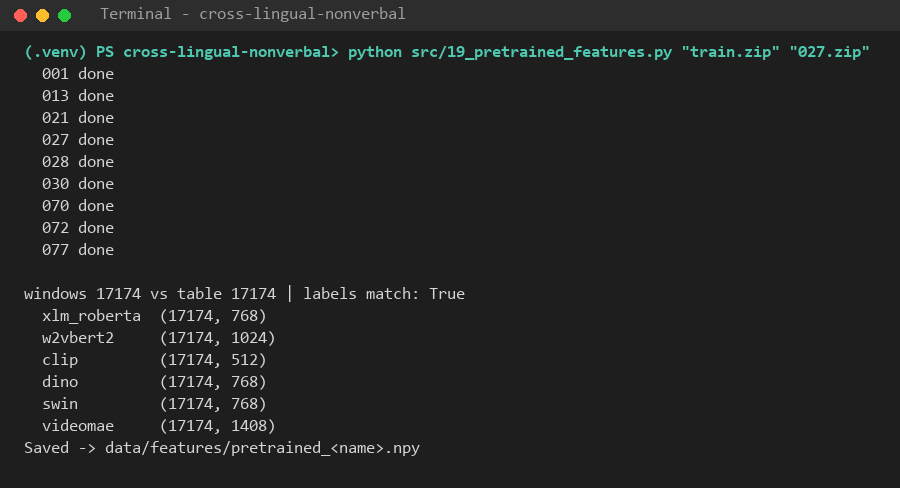 Terminal - cross-lingual-nonverbal
(.venv) PS cross-lingual-nonverbal> python src/19_pretrained_features.py "train.zip" "027.zip"
001 done
013 done
021 done
027 done
028 done
030 done
070 done
072 done
077 done
windows 17174 vs table 17174 | labels match: True
xlm_roberta (17174, 768)
w2vbert2 (17174, 1024)
clip (17174, 512)
dino (17174, 768)
swin (17174, 768)
videomae (17174, 1408)
Saved -> data/features/pretrained_<name>.npy